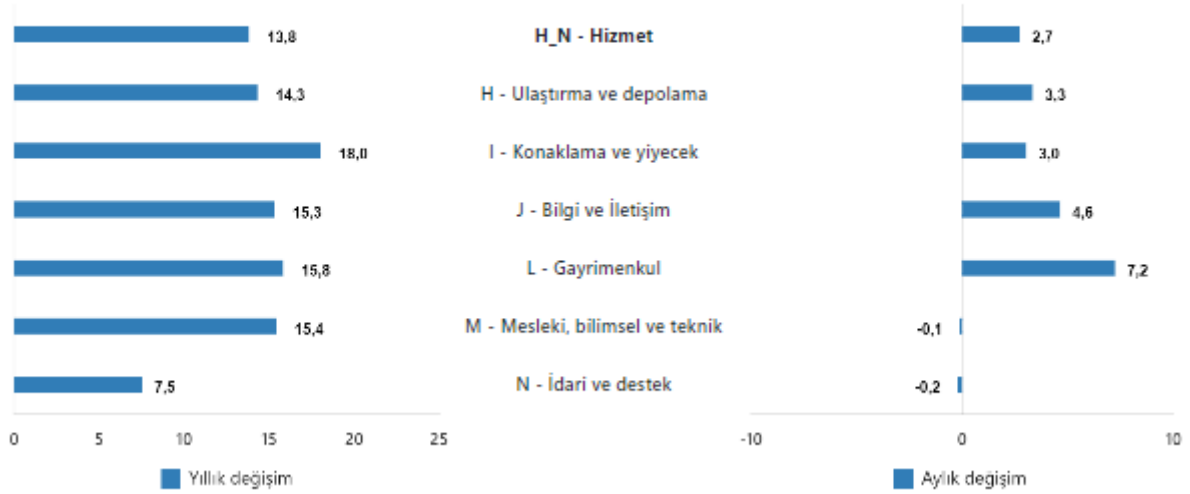 13,8 H_N - Hizmet 2,7
14,3 H - Ulaştırma ve depolama 3,3
18,0 I - Konaklama ve yiyecek 3,0
15,3 J - Bilgi ve İletişim 4,6
15,8 L - Gayrimenkul 7,2
15,4 M - Mesleki, bilimsel ve teknik -0,1
7,5 N - İdari ve destek -0,2
0 5 10 15 20 25 -10 0 10
Yıllık değişim Aylık değişim